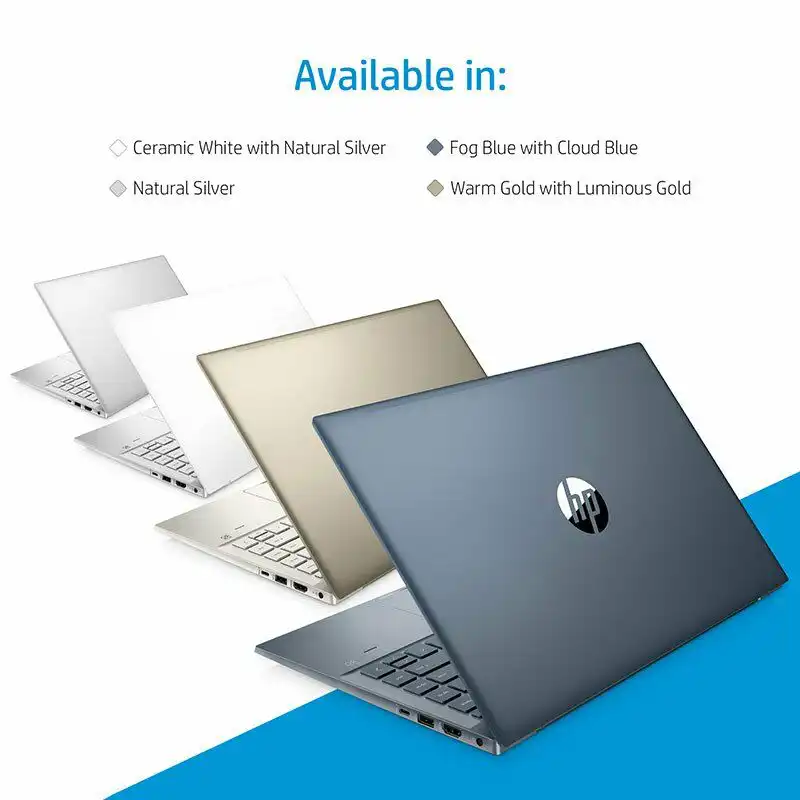 Available in:
Ceramic White with Natural Silver
Fog Blue with Cloud Blue
Natural Silver
Warm Gold with Luminous Gold
hp